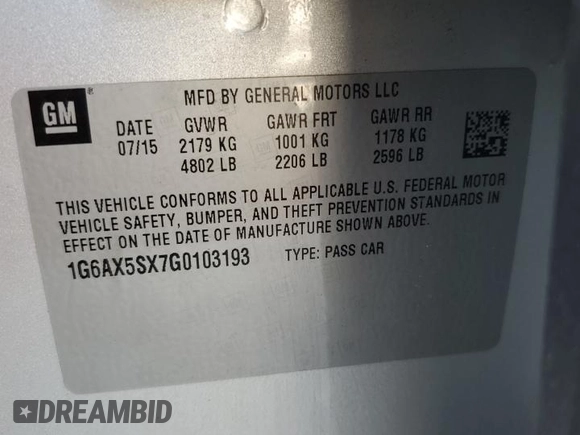 GM
MFD BY GENERAL MOTORS LLC
DATE GVWR GAWR FRT GAWR RR
07/15 2179 KG 1001 KG 1178 KG
4802 LB 2206 LB 2596 LB
THIS VEHICLE CONFORMS TO ALL APPLICABLE U.S. FEDERAL MOTOR
VEHICLE SAFETY, BUMPER, AND THEFT PREVENTION STANDARDS IN
EFFECT ON THE DATE OF MANUFACTURE SHOWN ABOVE.
1G6AX5SX7G0103193 TYPE: PASS CAR
DREAMBID